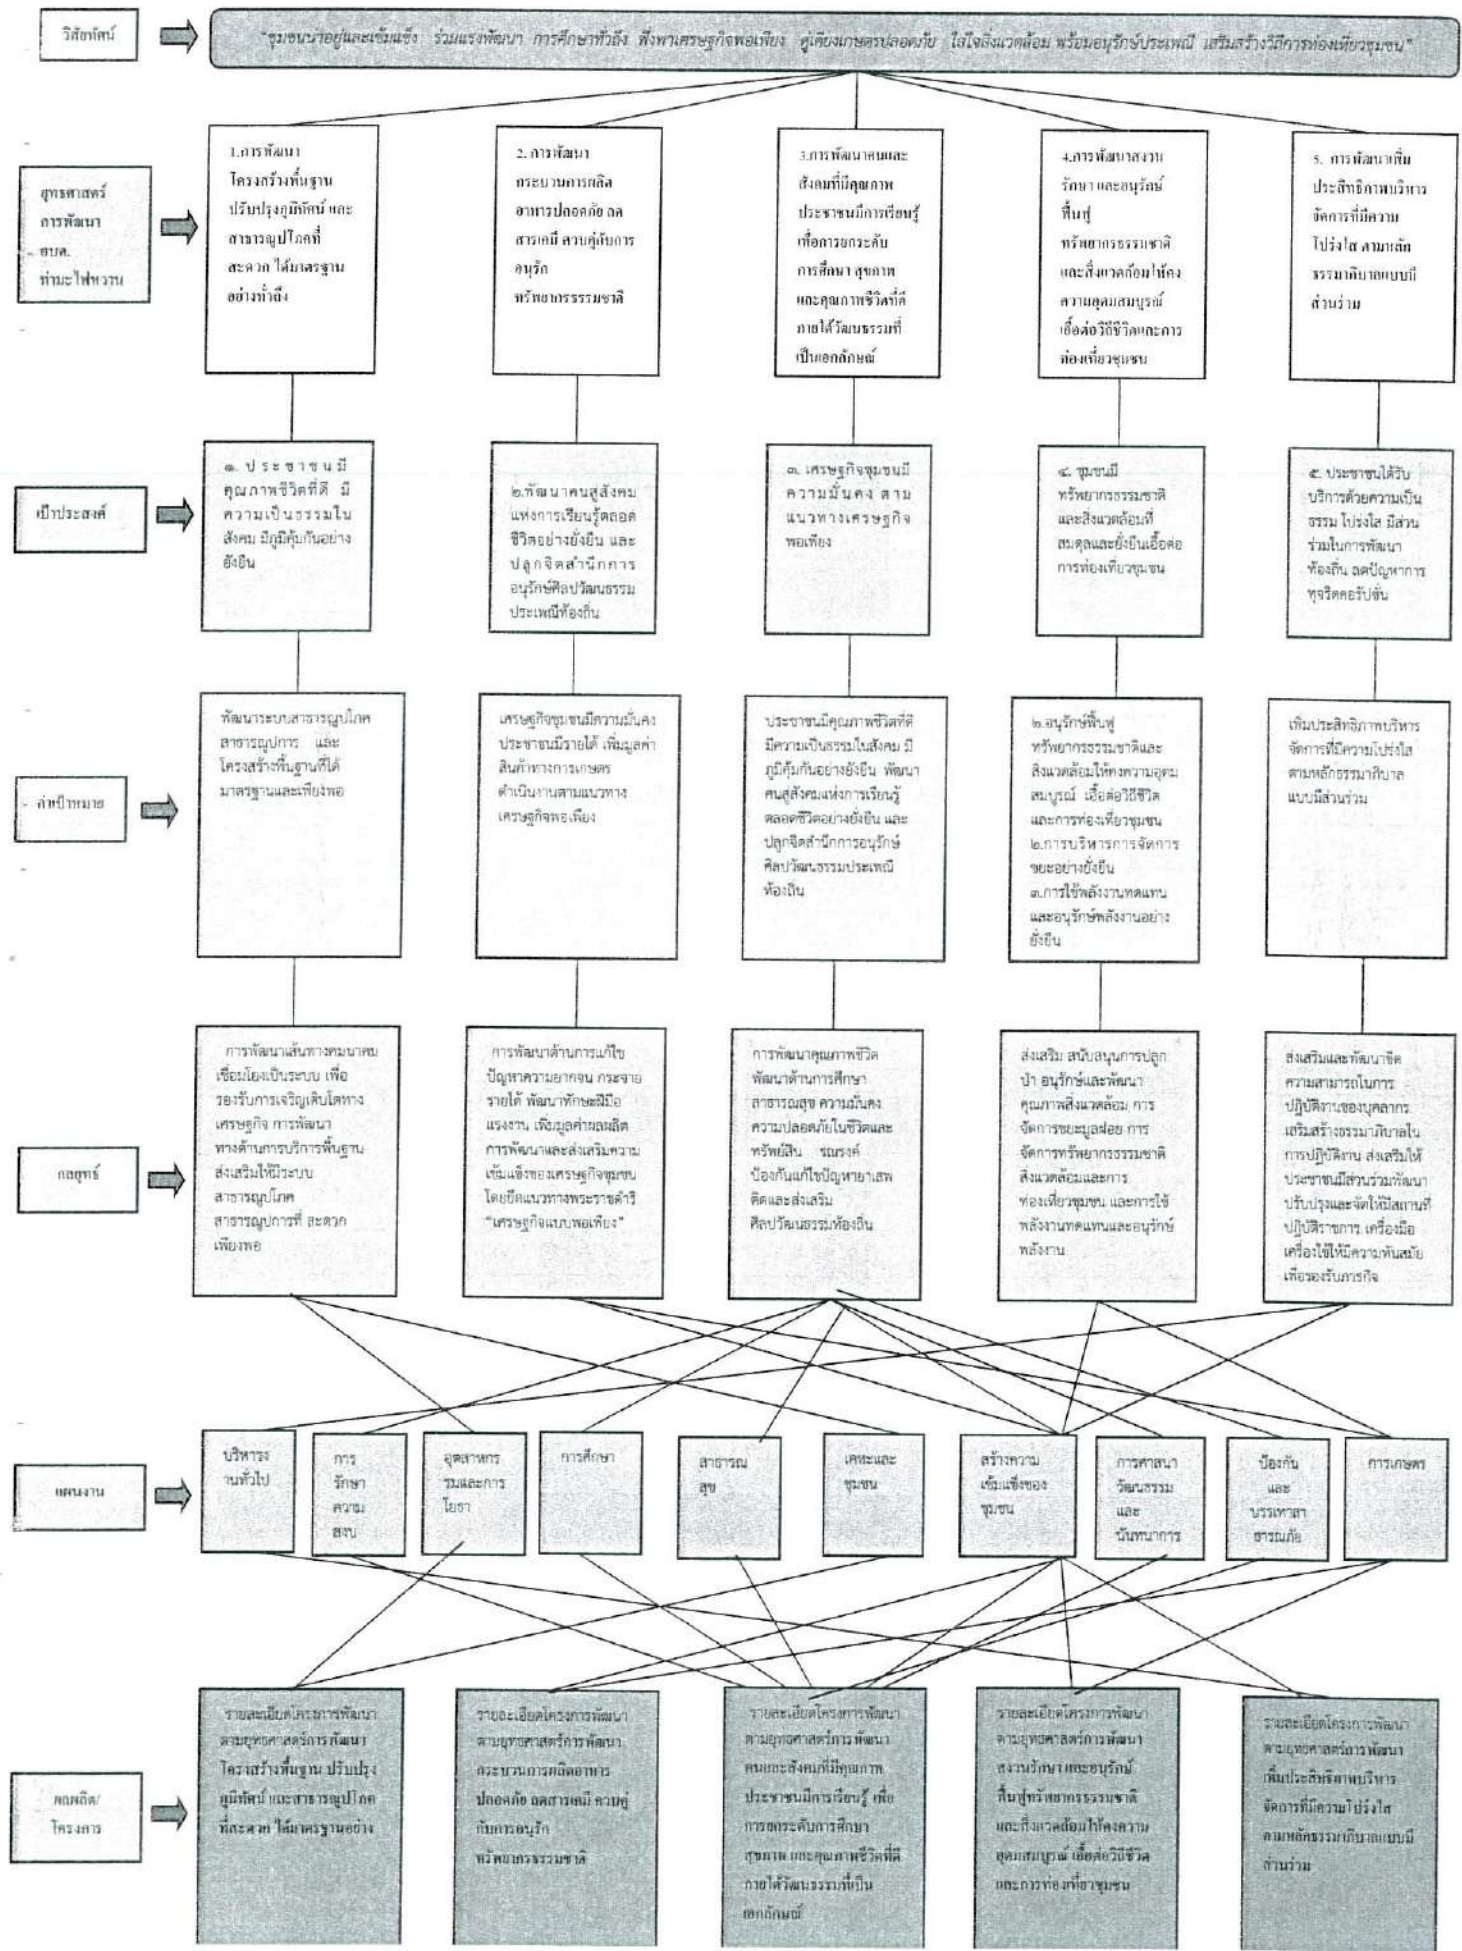 วิสัยทัศน์
"ชุมชนน่าอยู่และเข้มแข็ง ร่วมแรงพัฒนา การศึกษาทั่วถึง พึ่งพาเศรษฐกิจพอเพียง คู่เคียงเกษตรปลอดภัย ใส่ใจสิ่งแวดล้อม พร้อมอนุรักษ์ประเพณี เสริมสร้างวิถีการท่องเที่ยวชุมชน"
ยุทธศาสตร์
การพัฒนา
อบต.
ท่ามะไฟหวาน
1.การพัฒนา
โครงสร้างพื้นฐาน
ปรับปรุงภูมิทัศน์ และ
สาธารณูปโภคที่
สะดวก ได้มาตรฐาน
อย่างทั่วถึง
2. การพัฒนา
กระบวนการผลิต
อาหารปลอดภัย ลด
สารเคมี ควบคู่กับการ
อนุรัก
ทรัพยากรธรรมชาติ
3.การพัฒนาคนและ
สังคมที่มีคุณภาพ
ประชาชนมีการเรียนรู้
เพื่อการยกระดับ
การศึกษา สุขภาพ
และคุณภาพชีวิตที่ดี
ภายใต้วัฒนธรรมที่
เป็นเอกลักษณ์
4.การพัฒนาสงวน
รักษา และอนุรักษ์
ฟื้นฟู
ทรัพยากรธรรมชาติ
และสิ่งแวดล้อมให้คง
ความอุดมสมบูรณ์
เอื้อต่อวิถีชีวิตและการ
ท่องเที่ยวชุมชน
5. การพัฒนาเพิ่ม
ประสิทธิภาพบริหาร
จัดการที่มีความ
โปร่งใส ตามหลัก
ธรรมาภิบาลแบบมี
ส่วนร่วม
เป้าประสงค์
๑. ประชาชนมี
คุณภาพชีวิตที่ดี มี
ความเป็นธรรมใน
สังคม มีภูมิคุ้มกันอย่าง
ยั่งยืน
๒.พัฒนาคนสู่สังคม
แห่งการเรียนรู้ตลอด
ชีวิตอย่างยั่งยืน และ
ปลูกจิตสำนึกการ
อนุรักษ์ศิลปวัฒนธรรม
ประเพณีท้องถิ่น
๓. เศรษฐกิจชุมชนมี
ความมั่นคง ตาม
แนวทางเศรษฐกิจ
พอเพียง
๔. ชุมชนมี
ทรัพยากรธรรมชาติ
และสิ่งแวดล้อมที่
สมดุลและยั่งยืนเอื้อต่อ
การท่องเที่ยวชุมชน
๕. ประชาชนได้รับ
บริการด้วยความเป็น
ธรรม โปร่งใส มีส่วน
ร่วมในการพัฒนา
ท้องถิ่น ลดปัญหาการ
ทุจริตคอรัปชั่น
ค่าเป้าหมาย
พัฒนาระบบสาธารณูปโภค
สาธารณูปการ และ
โครงสร้างพื้นฐานที่ได้
มาตรฐานและเพียงพอ
เศรษฐกิจชุมชนมีความมั่นคง
ประชาชนมีรายได้ เพิ่มมูลค่า
สินค้าทางการเกษตร
ดำเนินงานตามแนวทาง
เศรษฐกิจพอเพียง
ประชาชนมีคุณภาพชีวิตที่ดี
มีความเป็นธรรมในสังคม มี
ภูมิคุ้มกันอย่างยั่งยืน พัฒนา
คนสู่สังคมแห่งการเรียนรู้
ตลอดชีวิตอย่างยั่งยืน และ
ปลูกจิตสำนึกการอนุรักษ์
ศิลปวัฒนธรรมประเพณี
ท้องถิ่น
๒.อนุรักษ์ฟื้นฟู
ทรัพยากรธรรมชาติและ
สิ่งแวดล้อมให้คงความอุดม
สมบูรณ์ เอื้อต่อวิถีชีวิต
และการท่องเที่ยวชุมชน
๒.การบริหารการจัดการ
ขยะอย่างยั่งยืน
๓.การใช้พลังงานทดแทน
และอนุรักษ์พลังงานอย่าง
ยั่งยืน
เพิ่มประสิทธิภาพบริหาร
จัดการที่มีความโปร่งใส
ตามหลักธรรมาภิบาล
แบบมีส่วนร่วม
กลยุทธ์
การพัฒนาเส้นทางคมนาคม
เชื่อมโยงเป็นระบบ เพื่อ
รองรับการเจริญเติบโตทาง
เศรษฐกิจ การพัฒนา
ทางด้านการบริการพื้นฐาน
ส่งเสริมให้มีระบบ
สาธารณูปโภค
สาธารณูปการที่ สะดวก
เพียงพอ
การพัฒนาด้านการแก้ไข
ปัญหาความยากจน กระจาย
รายได้ พัฒนาทักษะฝีมือ
แรงงาน เพิ่มมูลค่าผลผลิต
การพัฒนาและส่งเสริมความ
เข้มแข็งของเศรษฐกิจชุมชน
โดยยึดแนวทางพระราชดำริ
"เศรษฐกิจแบบพอเพียง"
การพัฒนาคุณภาพชีวิต
พัฒนาด้านการศึกษา
สาธารณสุข ความมั่นคง
ความปลอดภัยในชีวิตและ
ทรัพย์สิน รณรงค์
ป้องกันแก้ไขปัญหายาเสพ
ติดและส่งเสริม
ศิลปวัฒนธรรมท้องถิ่น
ส่งเสริม สนับสนุนการปลูก
ป่า อนุรักษ์และพัฒนา
คุณภาพสิ่งแวดล้อม การ
จัดการขยะมูลฝอย การ
จัดการทรัพยากรธรรมชาติ
สิ่งแวดล้อมและการ
ท่องเที่ยวชุมชน และการใช้
พลังงานทดแทนและอนุรักษ์
พลังงาน
ส่งเสริมและพัฒนาขีด
ความสามารถในการ
ปฏิบัติงานของบุคลากร
เสริมสร้างธรรมาภิบาลใน
การปฏิบัติงาน ส่งเสริมให้
ประชาชนมีส่วนร่วมพัฒนา
ปรับปรุงและจัดให้มีสถานที่
ปฏิบัติราชการ เครื่องมือ
เครื่องใช้ให้มีความทันสมัย
เพื่อรองรับภารกิจ
แผนงาน
บริหารง
านทั่วไป
การ
รักษา
ความ
สงบ
อุตสาหกร
รมและการ
โยธา
การศึกษา
สาธารณ
สุข
เคหะและ
ชุมชน
สร้างความ
เข้มแข็งของ
ชุมชน
การศาสนา
วัฒนธรรม
และ
นันทนาการ
ป้องกัน
และ
บรรเทาสา
ธารณภัย
การเกษตร
ผลผลิต/
โครงการ
รายละเอียดโครงการพัฒนา
ตามยุทธศาสตร์การพัฒนา
โครงสร้างพื้นฐาน ปรับปรุง
ภูมิทัศน์ และสาธารณูปโภค
ที่สะดวก ได้มาตรฐานอย่าง
รายละเอียดโครงการพัฒนา
ตามยุทธศาสตร์การพัฒนา
กระบวนการผลิตอาหาร
ปลอดภัย ลดสารเคมี ควบคู่
กับการอนุรัก
ทรัพยากรธรรมชาติ
รายละเอียดโครงการพัฒนา
ตามยุทธศาสตร์การพัฒนา
คนและสังคมที่มีคุณภาพ
ประชาชนมีการเรียนรู้ เพื่อ
การยกระดับการศึกษา
สุขภาพ และคุณภาพชีวิตที่ดี
ภายใต้วัฒนธรรมที่เป็น
เอกลักษณ์
รายละเอียดโครงการพัฒนา
ตามยุทธศาสตร์การพัฒนา
สงวนรักษา และอนุรักษ์
ฟื้นฟูทรัพยากรธรรมชาติ
และสิ่งแวดล้อมให้คงความ
อุดมสมบูรณ์ เอื้อต่อวิถีชีวิต
และการท่องเที่ยวชุมชน
รายละเอียดโครงการพัฒนา
ตามยุทธศาสตร์การพัฒนา
เพิ่มประสิทธิภาพบริหาร
จัดการที่มีความโปร่งใส
ตามหลักธรรมาภิบาลแบบมี
ส่วนร่วม